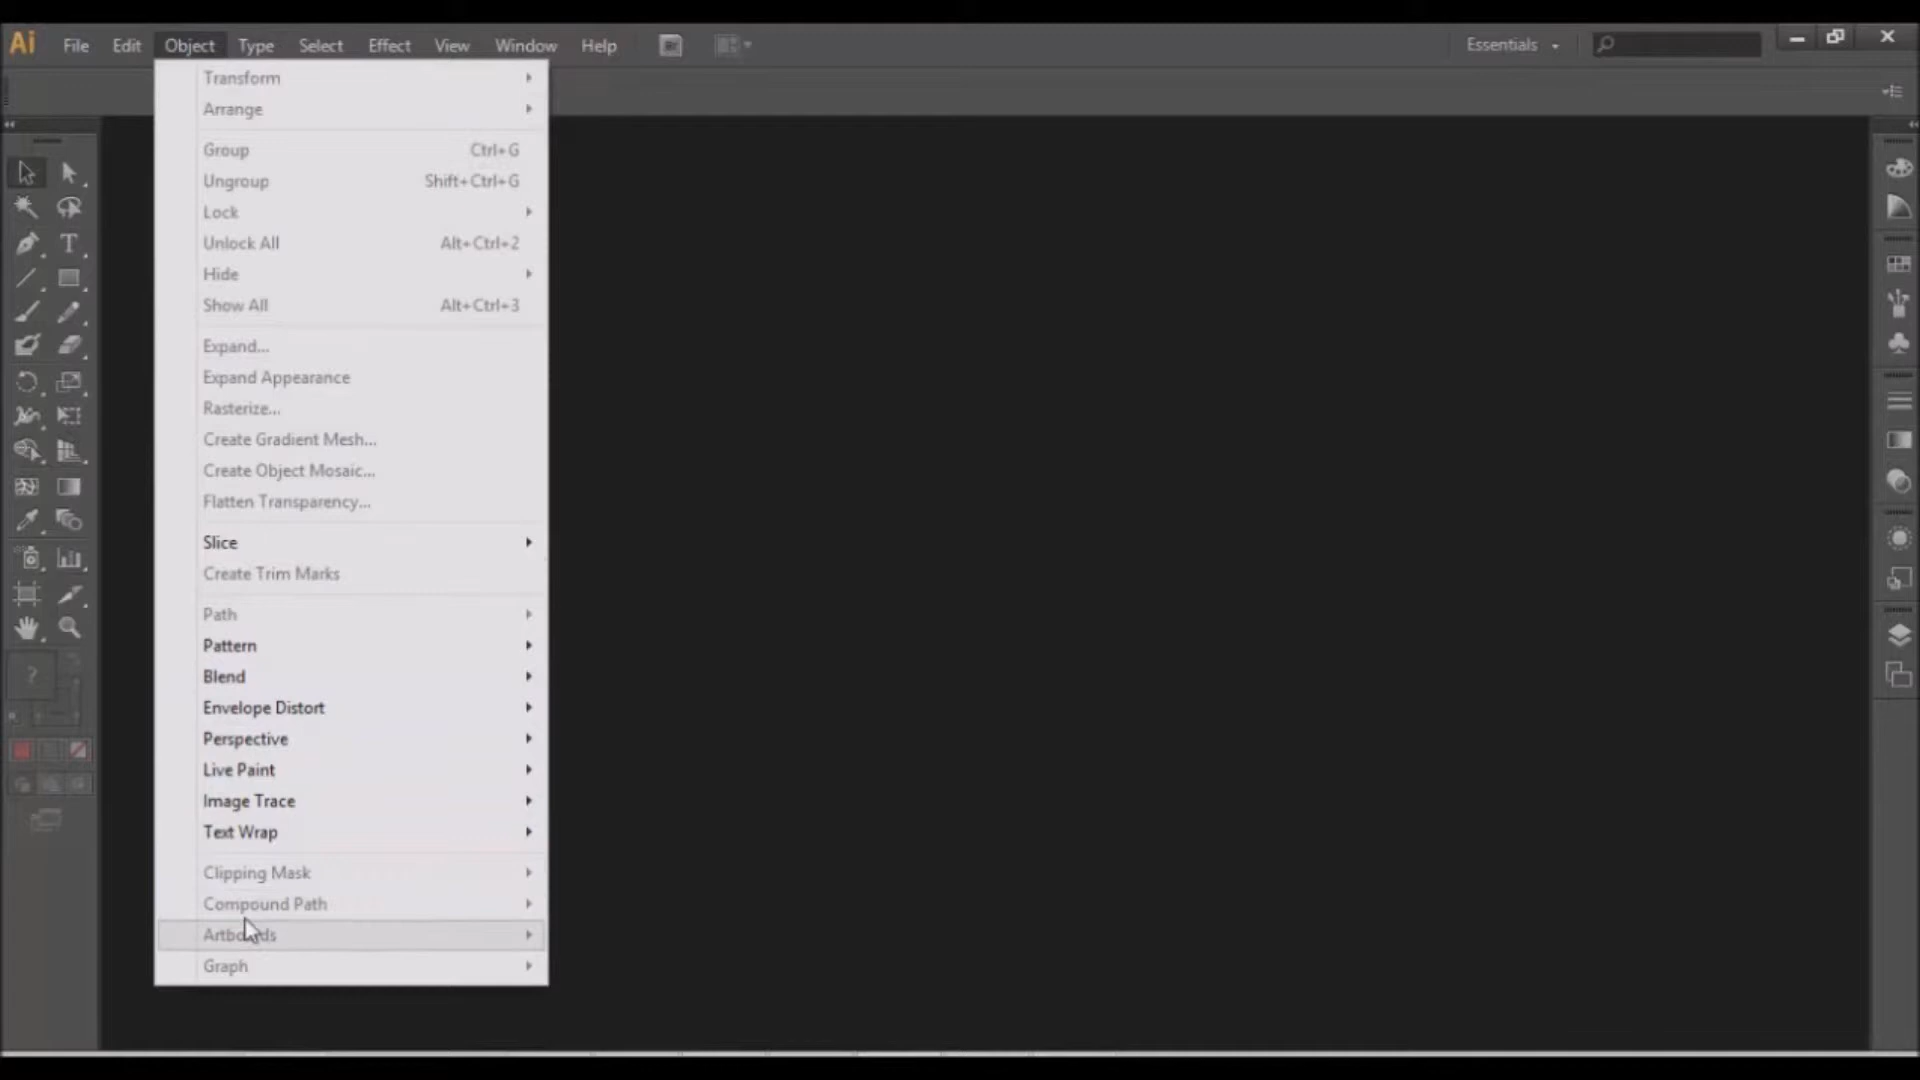 Ai File Edit Object Type Select Effect View Window Help Essentials
Transform
Arrange
Group Ctrl+G
Ungroup Shift+Ctrl+G
Lock
Unlock All Alt+Ctrl+2
Hide
Show All Alt+Ctrl+3
Expand...
Expand Appearance
Rasterize...
Create Gradient Mesh...
Create Object Mosaic...
Flatten Transparency...
Slice
Create Trim Marks
Path
Pattern
Blend
Envelope Distort
Perspective
Live Paint
Image Trace
Text Wrap
Clipping Mask
Compound Path
Artboards
Graph
T
?